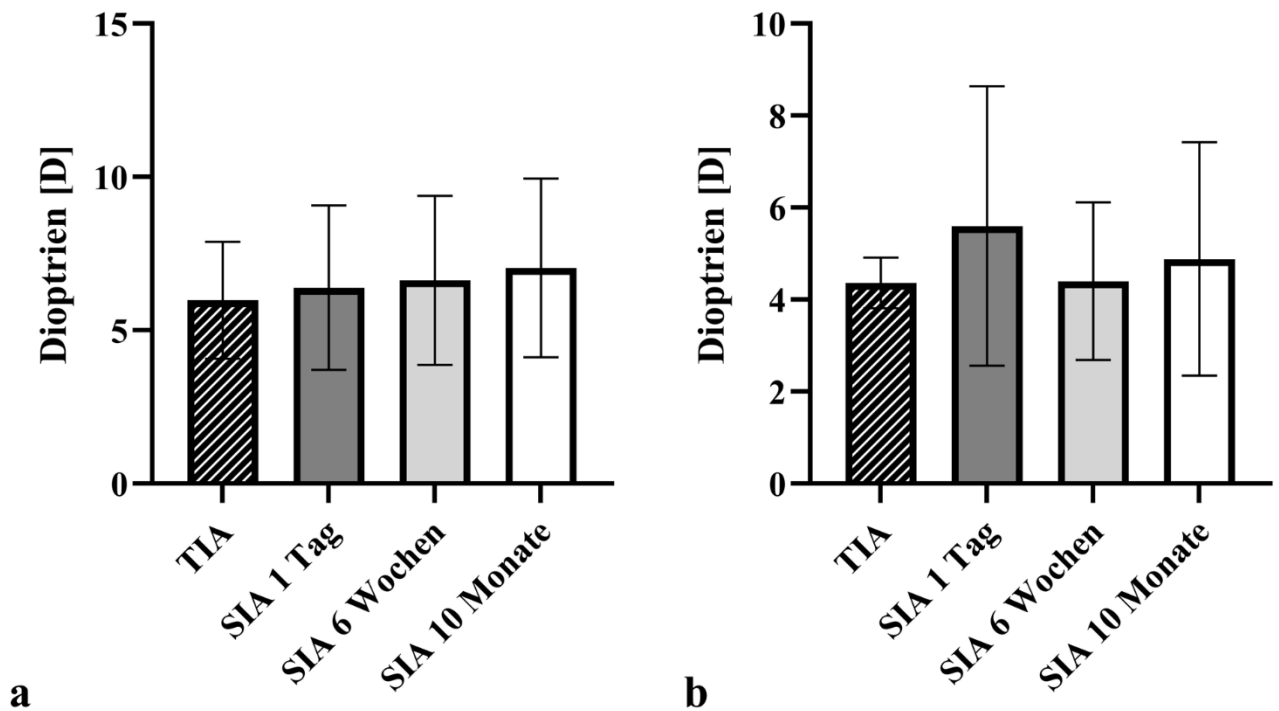 15
10
5
0
Dioptrien [D]
TIA
SIA 1 Tag
SIA 6 Wochen
SIA 10 Monate
a
10
8
6
4
2
0
Dioptrien [D]
TIA
SIA 1 Tag
SIA 6 Wochen
SIA 10 Monate
b